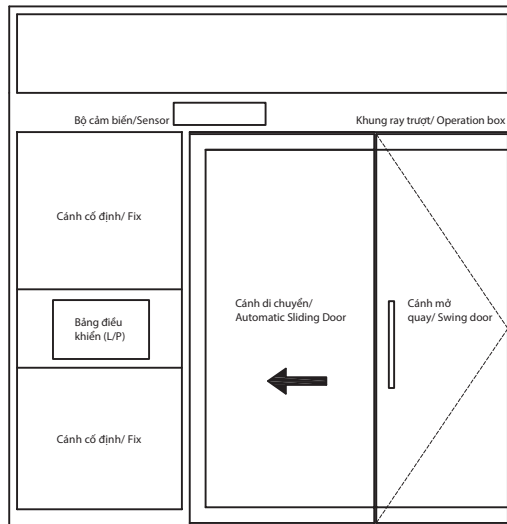 Bộ cảm biến/Sensor
Khung ray trượt/ Operation box
Cánh cố định/ Fix
Bảng điều
khiển (L/P)
Cánh di chuyển/
Automatic Sliding Door
Cánh mở
quay/ Swing door
Cánh cố định/ Fix